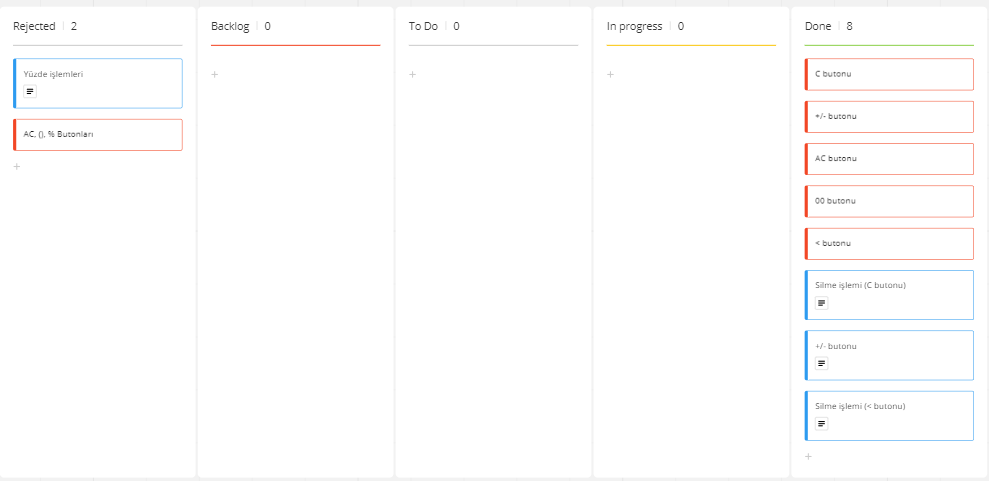 Rejected | 2
Yüzde işlemleri
AC, (), % Butonları
+
Backlog | 0
+
To Do | 0
+
In progress | 0
+
Done | 8
C butonu
+/- butonu
AC butonu
00 butonu
< butonu
Silme işlemi (C butonu)
+/- butonu
Silme işlemi (< butonu)
+